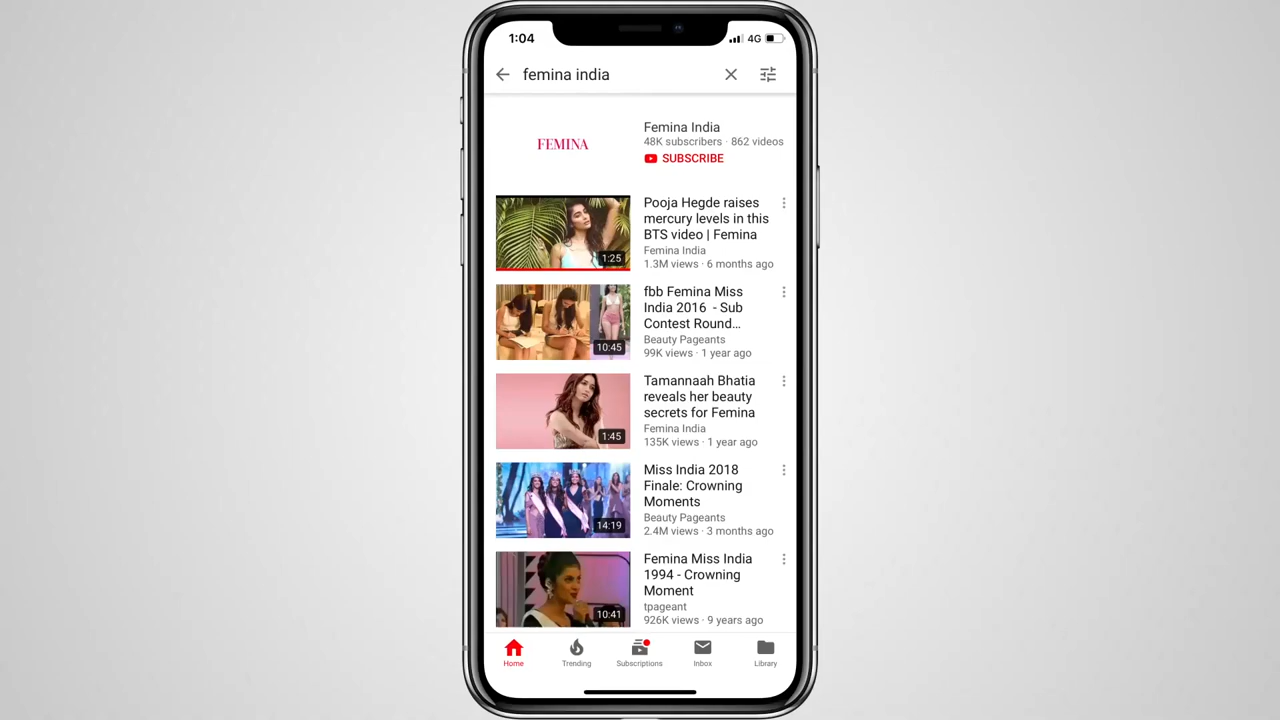 1:04
4G
femina india
FEMINA
Femina India
48K subscribers · 862 videos
SUBSCRIBE
Pooja Hegde raises
mercury levels in this
BTS video | Femina
Femina India
1.3M views · 6 months ago
1:25
fbb Femina Miss
India 2016 - Sub
Contest Round...
Beauty Pageants
99K views · 1 year ago
10:45
Tamannaah Bhatia
reveals her beauty
secrets for Femina
Femina India
135K views · 1 year ago
1:45
Miss India 2018
Finale: Crowning
Moments
Beauty Pageants
2.4M views · 3 months ago
14:19
Femina Miss India
1994 - Crowning
Moment
tpageant
926K views · 9 years ago
10:41
Home
Trending
Subscriptions
Inbox
Library